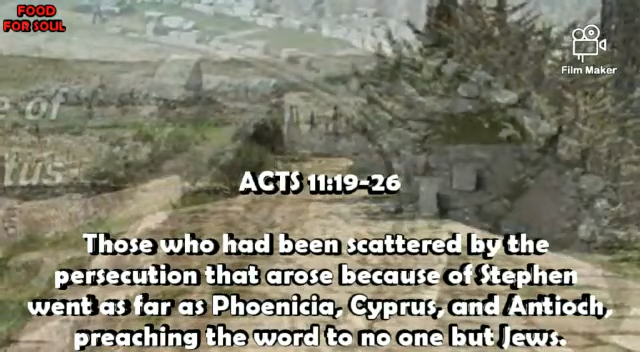 FOOD
FOR SOUL
Film Maker
e of
tus
ACTS 11:19-26
Those who had been scattered by the
persecution that arose because of Stephen
went as far as Phoenicia, Cyprus, and Antioch,
preaching the word to no one but Jews.